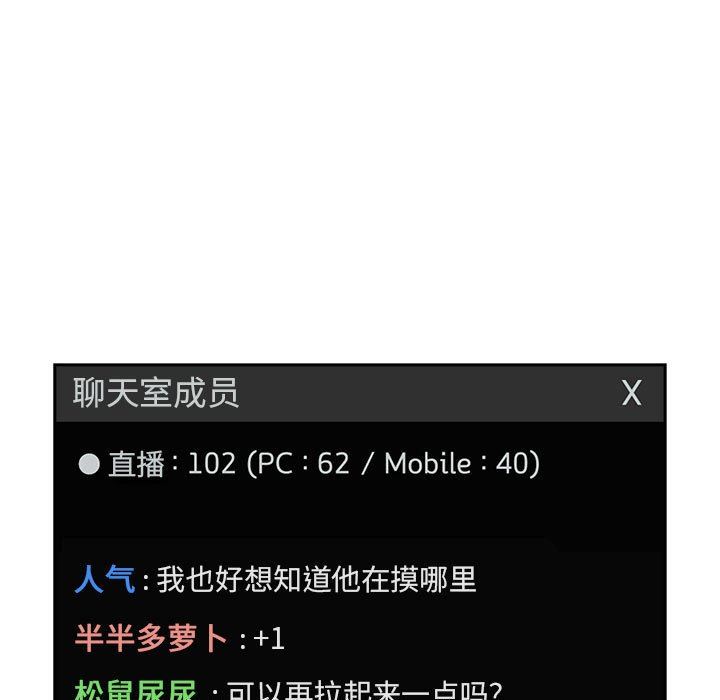 聊天室成员 X
● 直播 : 102 (PC : 62 / Mobile : 40)
人气 : 我也好想知道他在摸哪里
半半多萝卜 : +1
松鼠尿尿 : 可以再拉起来一点吗?